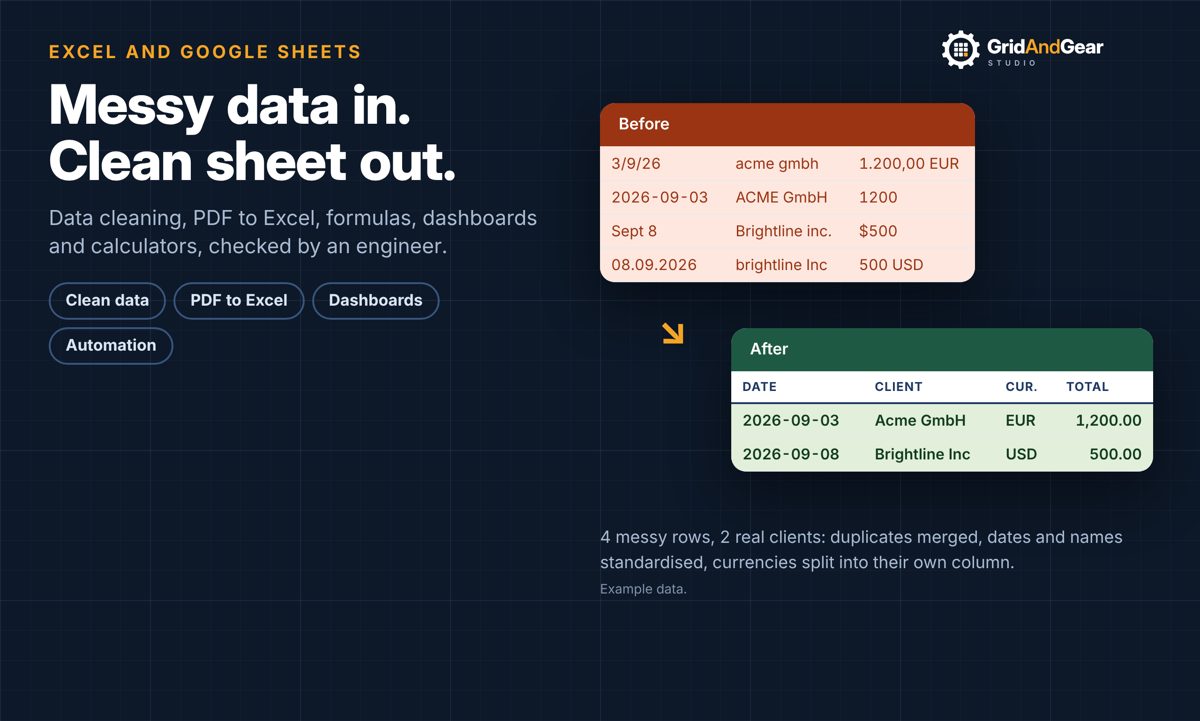 EXCEL AND GOOGLE SHEETS
Messy data in.
Clean sheet out.
Data cleaning, PDF to Excel, formulas, dashboards
and calculators, checked by an engineer.
Clean data PDF to Excel Dashboards
Automation
GridAndGear
STUDIO
Before
3/9/26 acme gmbh 1.200,00 EUR
2026-09-03 ACME GmbH 1200
Sept 8 Brightline inc. $500
08.09.2026 brightline Inc 500 USD
After
DATE CLIENT CUR. TOTAL
2026-09-03 Acme GmbH EUR 1,200.00
2026-09-08 Brightline Inc USD 500.00
4 messy rows, 2 real clients: duplicates merged, dates and names
standardised, currencies split into their own column.
Example data.